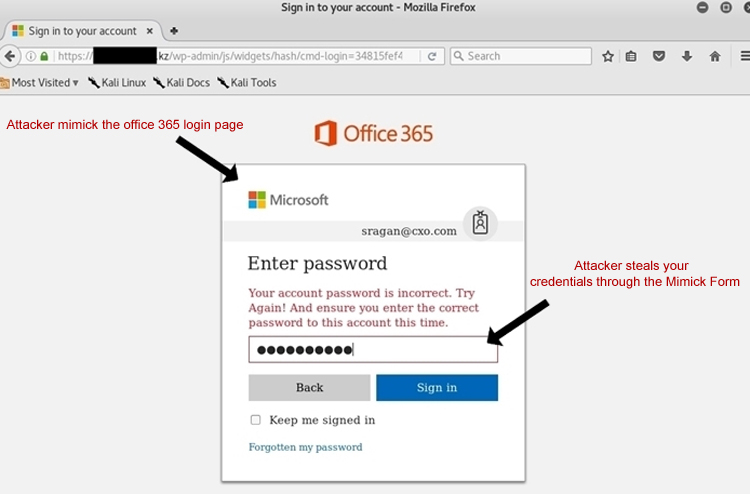 Sign in to your account - Mozilla Firefox
Sign in to your account
https://
.kz/wp-admin/js/widgets/hash/cmd-login=34815fef4
Search
Most Visited
Kali Linux
Kali Docs
Kali Tools
Attacker mimick the office 365 login page
Office 365
Microsoft
sragan@cxo.com
Enter password
Your account password is incorrect. Try
Again! And ensure you enter the correct
password to this account this time.
Attacker steals your
credentials through the Mimick Form
Back
Sign in
Keep me signed in
Forgotten my password